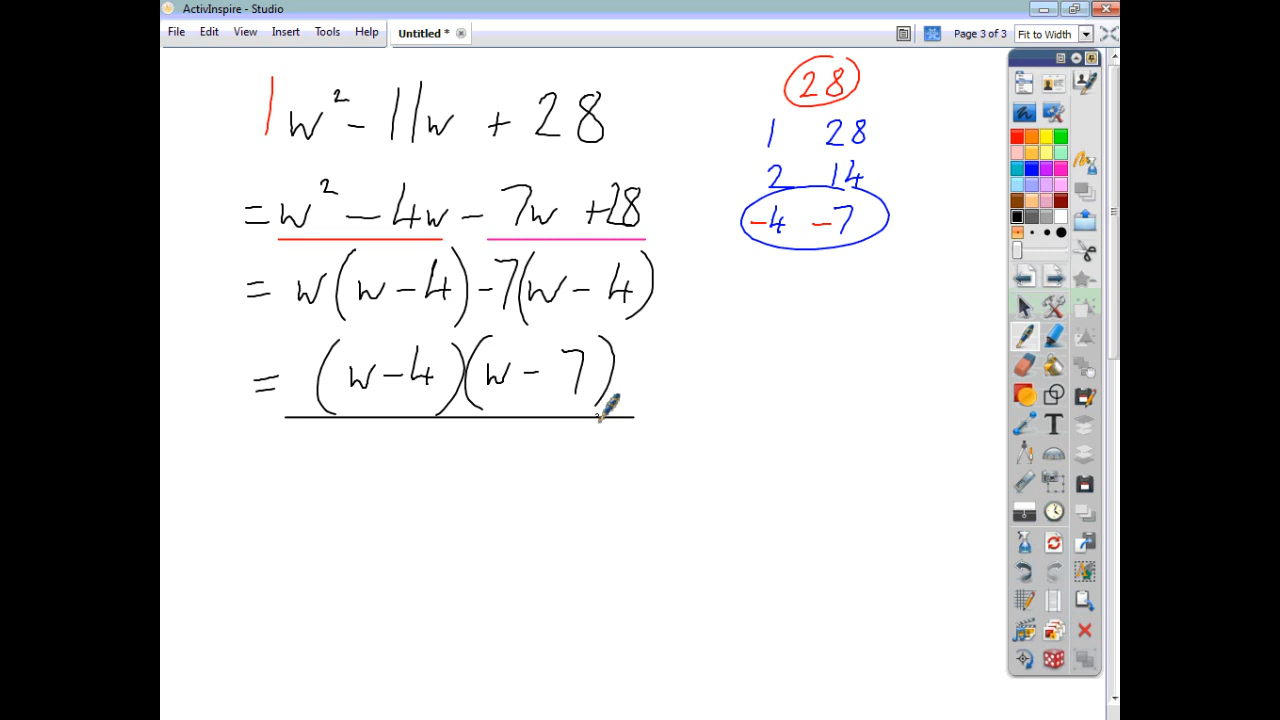 ActivInspire - Studio
File Edit View Insert Tools Help Untitled * Page 3 of 3 Fit to Width
1w² - 11w + 28
= w² - 4w - 7w + 28
= w(w - 4) - 7(w - 4)
= (w - 4)(w - 7)
28
1 28
2 14
-4 -7